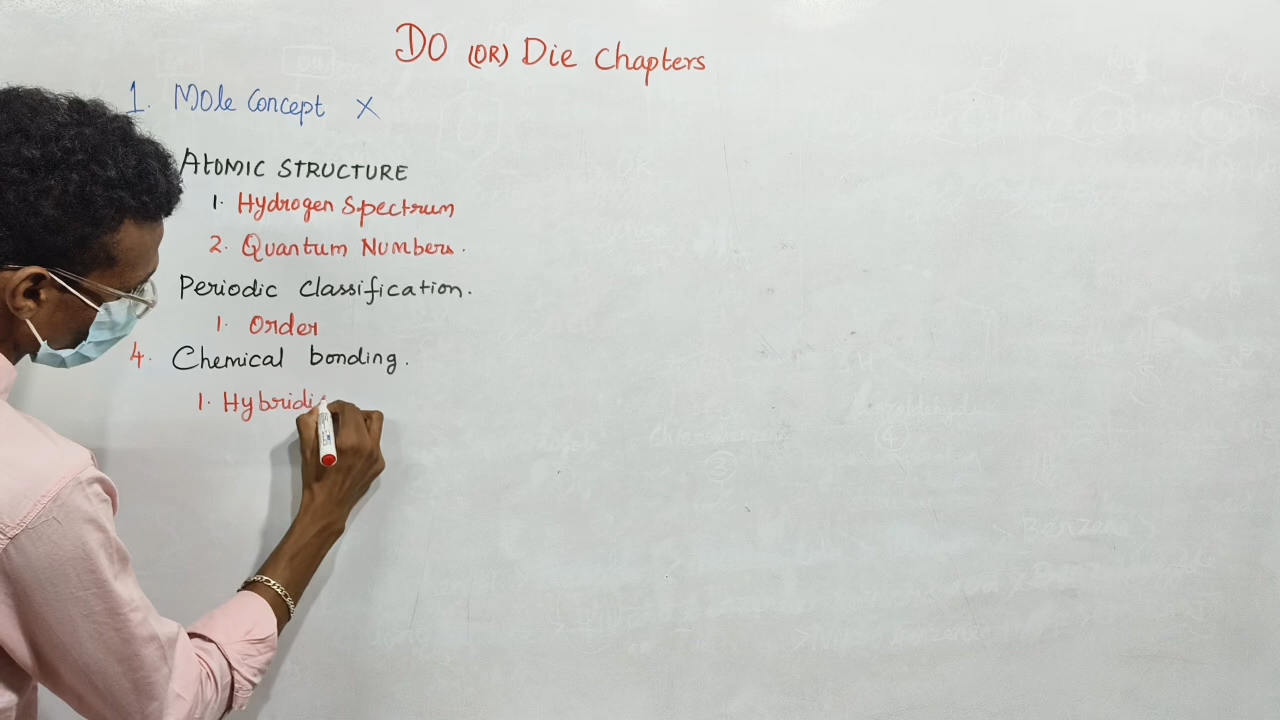 DO (OR) Die Chapters
1. Mole Concept X
ATOMIC STRUCTURE
1. Hydrogen Spectrum
2. Quantum Numbers.
Periodic Classification.
1. Order
4. Chemical bonding.
1. Hybridi
Benzene